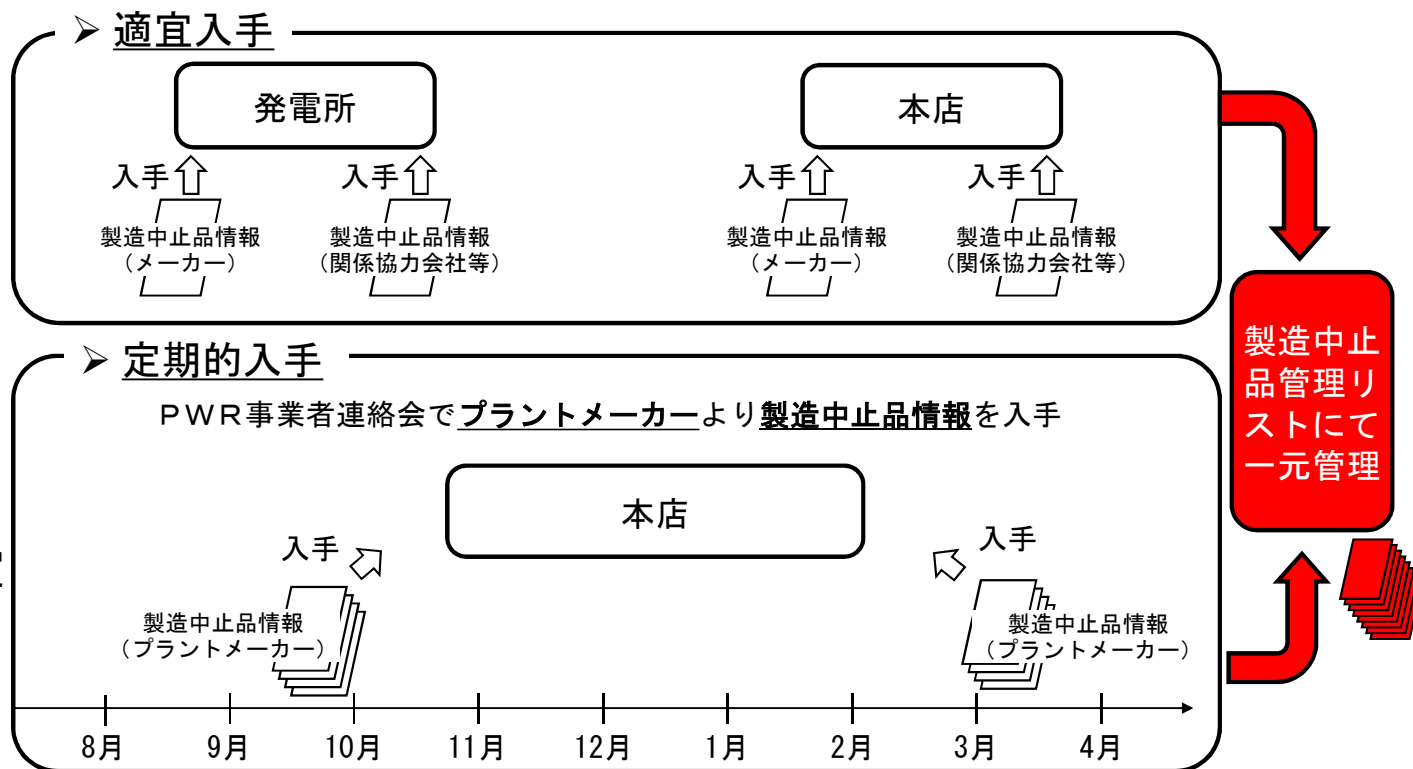 ➢ 適宜入手
発電所
本店
入手
入手
入手
入手
製造中止品情報
（メーカー）
製造中止品情報
（関係協力会社等）
製造中止品情報
（メーカー）
製造中止品情報
（関係協力会社等）
製造中止
品管理リ
ストにて
一元管理
➢ 定期的入手
ＰＷＲ事業者連絡会でプラントメーカーより製造中止品情報を入手
本店
入手
入手
製造中止品情報
（プラントメーカー）
製造中止品情報
（プラントメーカー）
8月 9月 10月 11月 12月 1月 2月 3月 4月